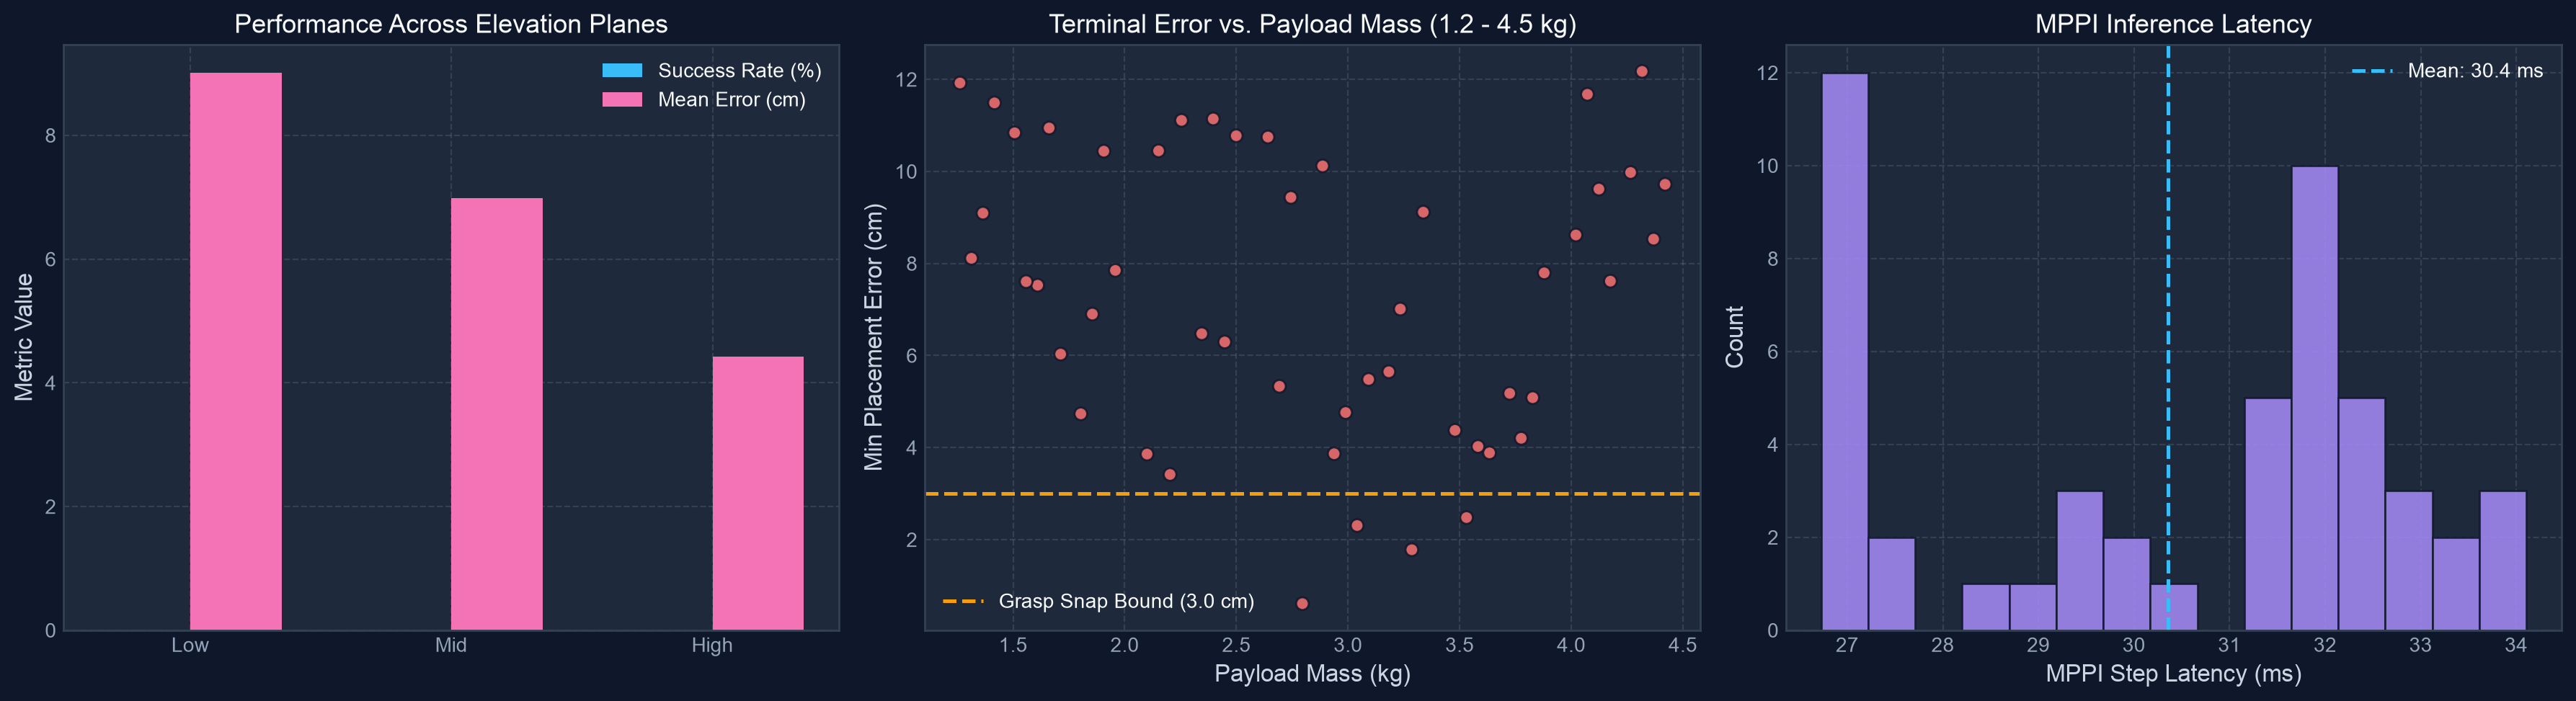 Performance Across Elevation Planes
Success Rate (%)
Mean Error (cm)
Metric Value
8
6
4
2
0
Low Mid High
Terminal Error vs. Payload Mass (1.2 - 4.5 kg)
Min Placement Error (cm)
12
10
8
6
4
2
Grasp Snap Bound (3.0 cm)
1.5 2.0 2.5 3.0 3.5 4.0 4.5
Payload Mass (kg)
MPPI Inference Latency
Mean: 30.4 ms
Count
12
10
8
6
4
2
0
27 28 29 30 31 32 33 34
MPPI Step Latency (ms)